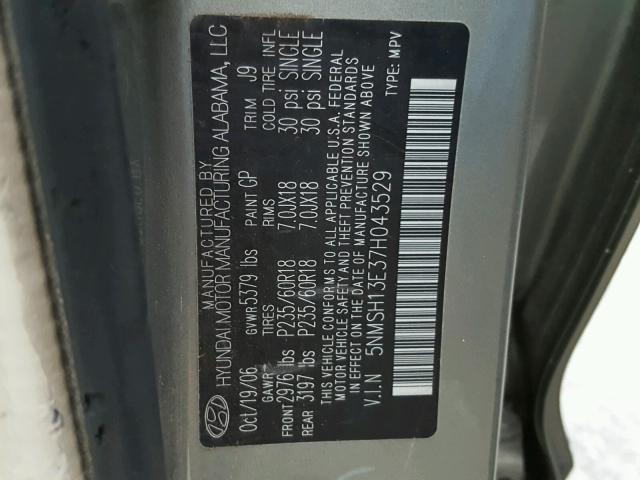 MANUFACTURED BY
HYUNDAI MOTOR MANUFACTURING ALABAMA, LLC
Oct/19/06 GVWR 5379 lbs PAINT GP TRIM J9
GAWR TIRES RIMS COLD TIRE INFL
FRONT 2976 lbs P235/60R18 7.0JX18 30 psi SINGLE
REAR 3197 lbs P235/60R18 7.0JX18 30 psi SINGLE
THIS VEHICLE CONFORMS TO ALL APPLICABLE U.S.A. FEDERAL
MOTOR VEHICLE SAFETY AND THEFT PREVENTION STANDARDS
IN EFFECT ON THE DATE OF MANUFACTURE SHOWN ABOVE
V.I.N 5NMSH13E37H043529 TYPE: MPV